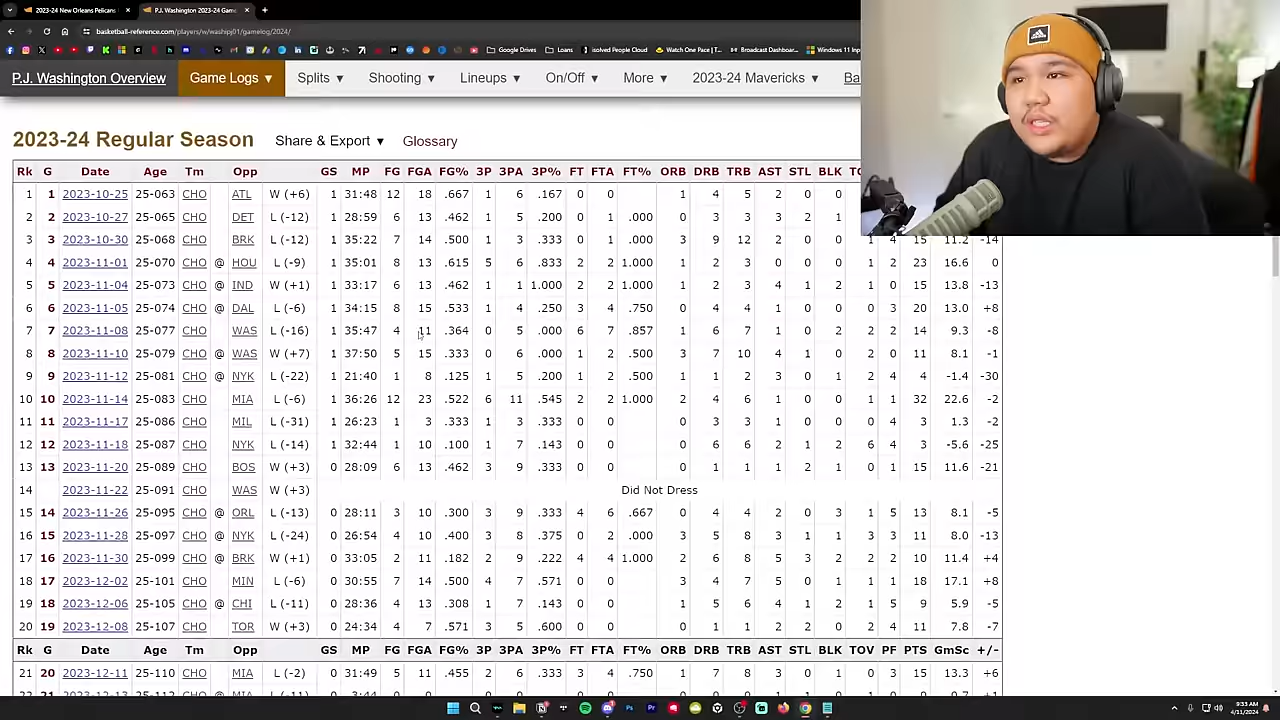 2023-24 New Orleans Pelicans
P.J. Washington 2023-24 Gam
basketball-reference.com/players/w/washipj01/gamelog/2024/
Google Drives Loans isolved People Cloud Watch One Pace | T... Broadcast Dashboar... Windows 11 Inp
P.J. Washington Overview Game Logs ▼ Splits ▼ Shooting ▼ Lineups ▼ On/Off ▼ More ▼ 2023-24 Mavericks ▼ Ba
2023-24 Regular Season Share & Export ▼ Glossary
Rk G Date Age Tm Opp GS MP FG FGA FG% 3P 3PA 3P% FT FTA FT% ORB DRB TRB AST STL BLK TO
1 1 2023-10-25 25-063 CHO ATL W (+6) 1 31:48 12 18 .667 1 6 .167 0 0 1 4 5 2 0 0
2 2 2023-10-27 25-065 CHO DET L (-12) 1 28:59 6 13 .462 1 5 .200 0 1 .000 0 3 3 3 2 1
3 3 2023-10-30 25-068 CHO BRK L (-12) 1 35:22 7 14 .500 1 3 .333 0 1 .000 3 9 12 2 0 0 1 4 15 11.2 -14
4 4 2023-11-01 25-070 CHO @ HOU L (-9) 1 35:01 8 13 .615 5 6 .833 2 2 1.000 1 2 3 0 0 0 1 2 23 16.6 0
5 5 2023-11-04 25-073 CHO @ IND W (+1) 1 33:17 6 13 .462 1 1 1.000 2 2 1.000 1 2 3 4 1 2 1 0 15 13.8 -13
6 6 2023-11-05 25-074 CHO @ DAL L (-6) 1 34:15 8 15 .533 1 4 .250 3 4 .750 0 4 4 1 0 0 3 20 13.0 +8
7 7 2023-11-08 25-077 CHO WAS L (-16) 1 35:47 4 11 .364 0 5 .000 6 7 .857 1 6 7 1 0 2 2 2 14 9.3 -8
8 8 2023-11-10 25-079 CHO @ WAS W (+7) 1 37:50 5 15 .333 0 6 .000 1 2 .500 3 7 10 4 1 0 2 0 11 8.1 -1
9 9 2023-11-12 25-081 CHO @ NYK L (-22) 1 21:40 1 8 .125 1 5 .200 1 2 .500 1 1 2 3 0 1 2 4 4 -1.4 -30
10 10 2023-11-14 25-083 CHO MIA L (-6) 1 36:26 12 23 .522 6 11 .545 2 2 1.000 2 4 6 1 0 0 1 1 32 22.6 -2
11 11 2023-11-17 25-086 CHO MIL L (-31) 1 26:23 1 3 .333 1 3 .333 0 0 0 3 3 1 0 1 0 4 3 1.3 -2
12 12 2023-11-18 25-087 CHO NYK L (-14) 1 32:44 1 10 .100 1 7 .143 0 0 0 6 6 2 1 2 6 4 3 -5.6 -25
13 13 2023-11-20 25-089 CHO BOS W (+3) 0 28:09 6 13 .462 3 9 .333 0 0 0 1 1 1 2 1 0 1 15 11.6 -21
14 2023-11-22 25-091 CHO WAS W (+3) Did Not Dress
15 14 2023-11-26 25-095 CHO @ ORL L (-13) 0 28:11 3 10 .300 3 9 .333 4 6 .667 0 4 4 2 0 3 1 5 13 8.1 -5
16 15 2023-11-28 25-097 CHO @ NYK L (-24) 0 26:54 4 10 .400 3 8 .375 0 2 .000 3 5 8 3 1 1 3 3 11 8.0 -13
17 16 2023-11-30 25-099 CHO @ BRK W (+1) 0 33:05 2 11 .182 2 9 .222 4 4 1.000 2 6 8 5 3 2 2 2 10 11.4 +4
18 17 2023-12-02 25-101 CHO MIN L (-6) 0 30:55 7 14 .500 4 7 .571 0 0 3 4 7 5 0 1 1 1 18 17.1 +8
19 18 2023-12-06 25-105 CHO @ CHI L (-11) 0 28:36 4 13 .308 1 7 .143 0 0 1 5 6 4 1 2 1 5 9 5.9 -5
20 19 2023-12-08 25-107 CHO TOR W (+3) 0 24:34 4 7 .571 3 5 .600 0 0 0 1 1 2 2 0 2 4 11 7.8 -7
Rk G Date Age Tm Opp GS MP FG FGA FG% 3P 3PA 3P% FT FTA FT% ORB DRB TRB AST STL BLK TOV PF PTS GmSc +/-
21 20 2023-12-11 25-110 CHO MIA L (-2) 0 31:49 5 11 .455 2 6 .333 3 4 .750 1 7 8 3 0 1 0 3 15 13.3 +6
9:33 AM
4/11/2024